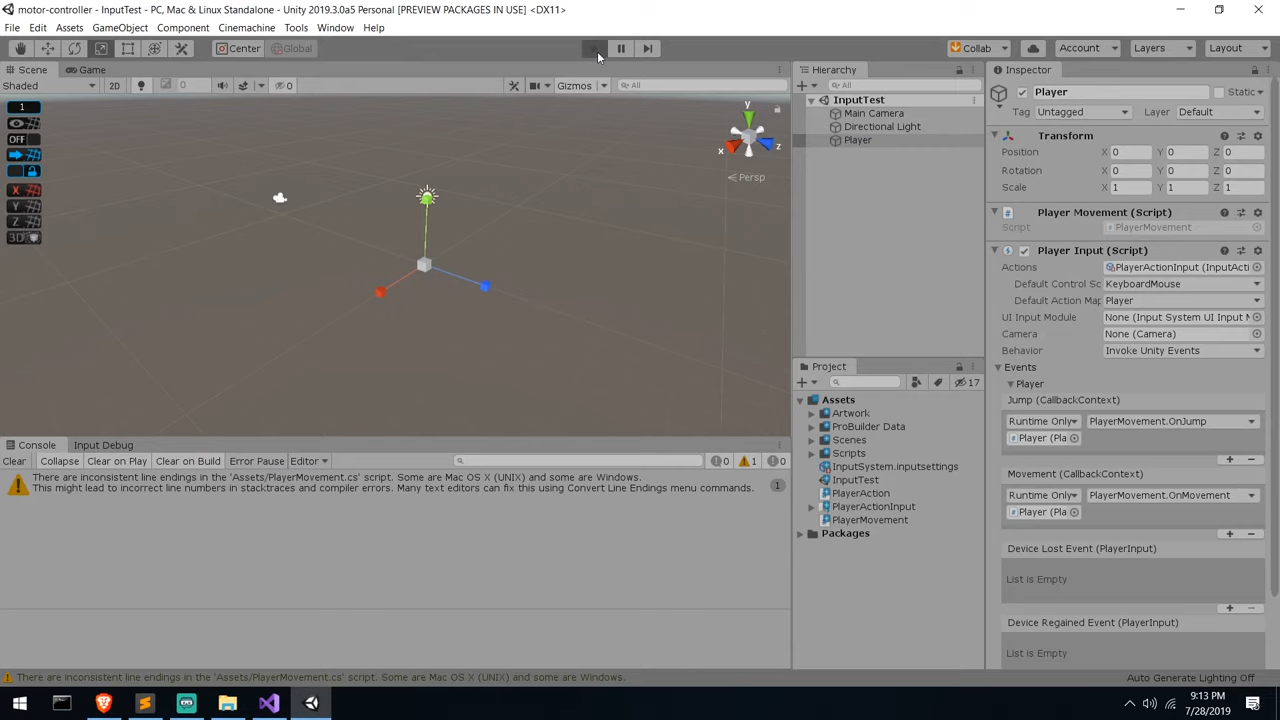 motor-controller - InputTest - PC, Mac & Linux Standalone - Unity 2019.3.0a5 Personal [PREVIEW PACKAGES IN USE] <DX11>
File Edit Assets GameObject Component Cinemachine Tools Window Help
Center Global Collab Account Layers Layout
Scene Game
Shaded 2D 0 0 Gizmos All
1
OFF
X
Y
Z
3D
y
x z
Persp
Hierarchy
All
InputTest
Main Camera
Directional Light
Player
Project
17
Assets
Artwork
ProBuilder Data
Scenes
Scripts
InputSystem.inputsettings
InputTest
PlayerAction
PlayerActionInput
PlayerMovement
Packages
Inspector
Player Static
Tag Untagged Layer Default
Transform
Position X 0 Y 0 Z 0
Rotation X 0 Y 0 Z 0
Scale X 1 Y 1 Z 1
Player Movement (Script)
Script PlayerMovement
Player Input (Script)
Actions PlayerActionInput (InputActi
Default Control Sc KeyboardMouse
Default Action Map Player
UI Input Module None (Input System UI Input M
Camera None (Camera)
Behavior Invoke Unity Events
Events
Player
Jump (CallbackContext)
Runtime Only PlayerMovement.OnJump
Player (Pla
+ −
Movement (CallbackContext)
Runtime Only PlayerMovement.OnMovement
Player (Pla
+ −
Device Lost Event (PlayerInput)
List is Empty
+ −
Device Regained Event (PlayerInput)
List is Empty
Console Input Debug
Clear Collapse Clear on Play Clear on Build Error Pause Editor 0 1 0
There are inconsistent line endings in the 'Assets/PlayerMovement.cs' script. Some are Mac OS X (UNIX) and some are Windows.
This might lead to incorrect line numbers in stacktraces and compiler errors. Many text editors can fix this using Convert Line Endings menu commands.
1
There are inconsistent line endings in the 'Assets/PlayerMovement.cs' script. Some are Mac OS X (UNIX) and some are Windows.
Auto Generate Lighting Off
9:13 PM
7/28/2019